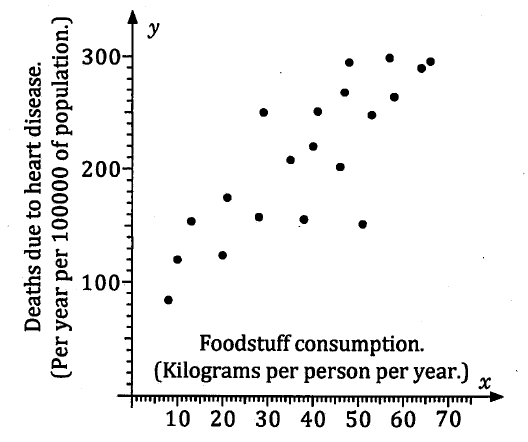 y
300
200
100
Deaths due to heart disease.
(Per year per 100000 of population.)
Foodstuff consumption.
(Kilograms per person per year.)
x
10 20 30 40 50 60 70